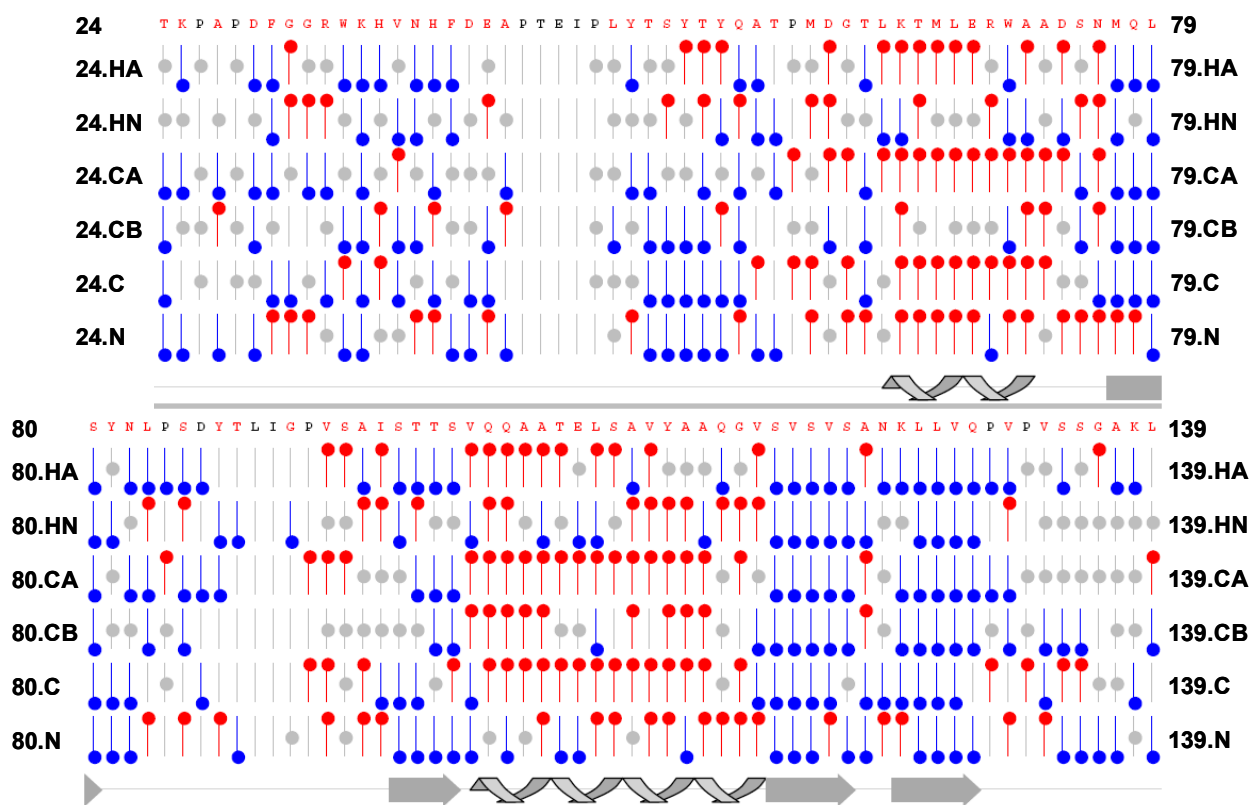 24 T K P A P D F G G R W K H V N H F D E A P T E I P L Y T S Y T Y Q A T P M D G T L K T M L E R W A A D S N M Q L 79
24.HA 79.HA
24.HN 79.HN
24.CA 79.CA
24.CB 79.CB
24.C 79.C
24.N 79.N
80 S Y N L P S D Y T L I G P V S A I S T T S V Q Q A A T E L S A V Y A A Q G V S V S V S A N K L L V Q P V P V S S G A K L 139
80.HA 139.HA
80.HN 139.HN
80.CA 139.CA
80.CB 139.CB
80.C 139.C
80.N 139.N